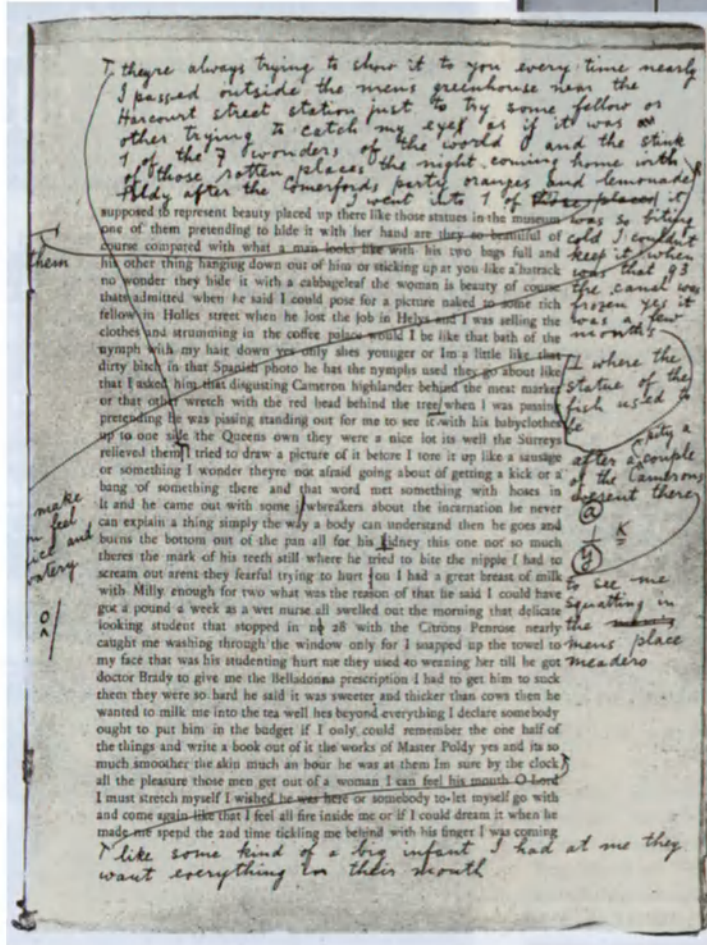 T theyre always trying to show it to you every time nearly
I passed outside the mens greenhouse near the
Harcourt street station just to try some fellow or
other trying to catch my eye as if it was
1 of the 7 wonders of the world O and the stink
of those rotten places the night coming home with
Poldy after the Comerfords party oranges and lemonade
I went into 1 of those places it
was so biting
cold I couldnt
keep it when
was that 93
the canal was
frozen yes it
was a few
months
supposed to represent beauty placed up there like those statues in the museum
one of them pretending to hide it with her hand are they so beautiful of
course compared with what a man looks like with his two bags full and
his other thing hanging down out of him or sticking up at you like a hatrack
no wonder they hide it with a cabbageleaf the woman is beauty of course
thats admitted when he said I could pose for a picture naked to some rich
fellow in Holles street when he lost the job in Helys and I was selling the
clothes and strumming in the coffee palace would I be like that bath of the
nymph with my hair down yes only shes younger or Im a little like that
dirty bitch in that Spanish photo he has the nymphs used they go about like
that I asked him that disgusting Cameron highlander behind the meat market
or that other wretch with the red head behind the tree when I was passing
pretending he was pissing standing out for me to see it with his babyclothes
up to one side the Queens own they were a nice lot its well the Surreys
relieved them I tried to draw a picture of it before I tore it up like a sausage
or something I wonder theyre not afraid going about of getting a kick or a
bang of something there and that word met something with hoses in
it and he came out with some jawbreakers about the incarnation he never
can explain a thing simply the way a body can understand then he goes and
burns the bottom out of the pan all for his kidney this one not so much
theres the mark of his teeth still where he tried to bite the nipple I had to
scream out arent they fearful trying to hurt you I had a great breast of milk
with Milly enough for two what was the reason of that he said I could have
got a pound a week as a wet nurse all swelled out the morning that delicate
looking student that stopped in no 28 with the Citrons Penrose nearly
caught me washing through the window only for I snapped up the towel to
my face that was his studenting hurt me they used to weaning her till he got
doctor Brady to give me the Belladonna prescription I had to get him to suck
them they were so hard he said it was sweeter and thicker than cows then he
wanted to milk me into the tea well hes beyond everything I declare somebody
ought to put him in the budget if I only could remember the one half of
the things and write a book out of it the works of Master Poldy yes and its so
much smoother the skin much an hour he was at them Im sure by the clock
all the pleasure those men get out of a woman I can feel his mouth O Lord
I must stretch myself I wished he was here or somebody to let myself go with
and come again like that I feel all fire inside me or if I could dream it when he
made me spend the 2nd time tickling me behind with his finger I was coming
them
make
feel
and
watery
where the
statue of the
fish used to
be
pity a
after a couple
of the Camerons
went there
a
K
y
to see me
squatting in
the
mens place
meadero
T like some kind of a big infant I had at me they
want everything in their mouth